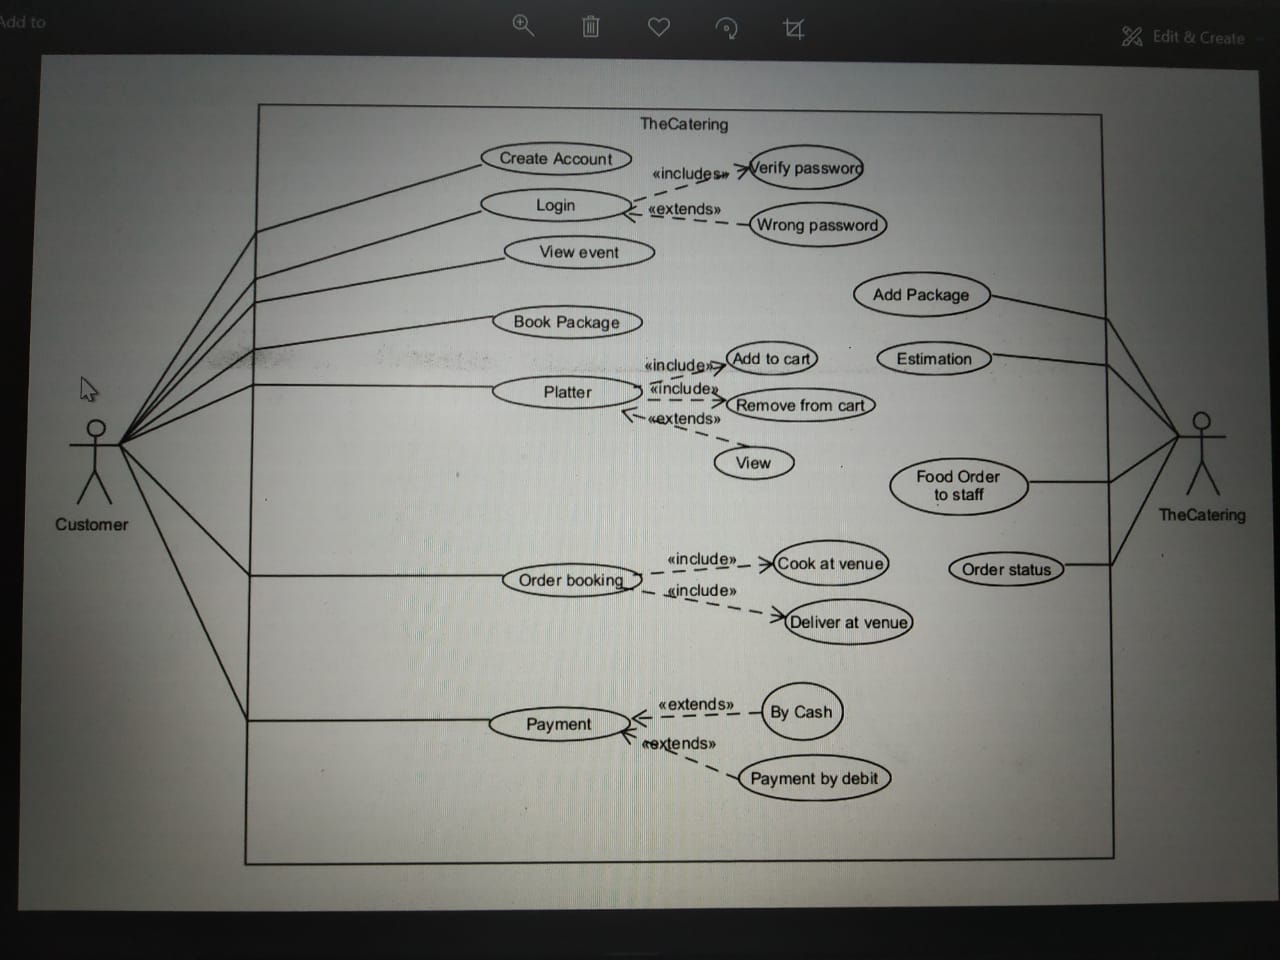 Add to
Edit & Create
TheCatering
Create Account
«includes»
Verify password
Login
«extends»
Wrong password
View event
Add Package
Book Package
«include»
Add to cart
Estimation
Platter
«include»
Remove from cart
«extends»
View
Food Order
to staff
Customer
TheCatering
«include»
Cook at venue
Order status
Order booking
«include»
Deliver at venue
«extends»
By Cash
Payment
«extends»
Payment by debit